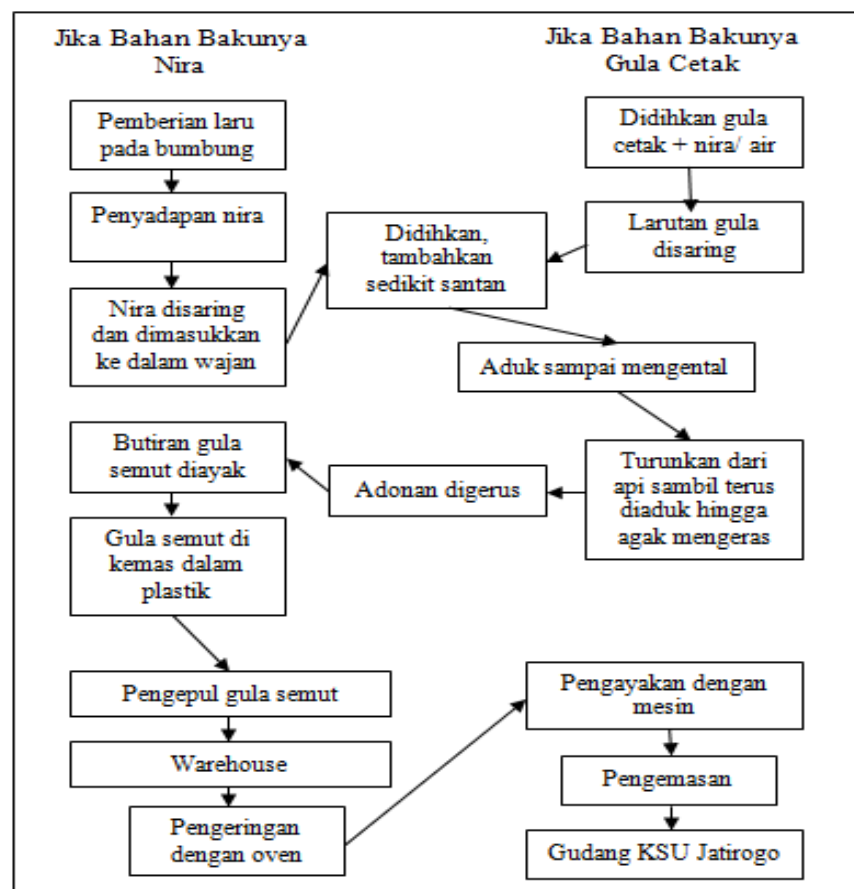 Jika Bahan Bakunya
Nira
Jika Bahan Bakunya
Gula Cetak
Pemberian laru
pada bumbung
Didihkan gula
cetak + nira/ air
Penyadapan nira
Larutan gula
disaring
Didihkan,
tambahkan
sedikit santan
Nira disaring
dan dimasukkan
ke dalam wajan
Aduk sampai mengental
Butiran gula
semut diayak
Adonan digerus
Turunkan dari
api sambil terus
diaduk hingga
agak mengeras
Gula semut di
kemas dalam
plastik
Pengepul gula semut
Warehouse
Pengeringan
dengan oven
Pengayakan dengan
mesin
Pengemasan
Gudang KSU Jatirogo